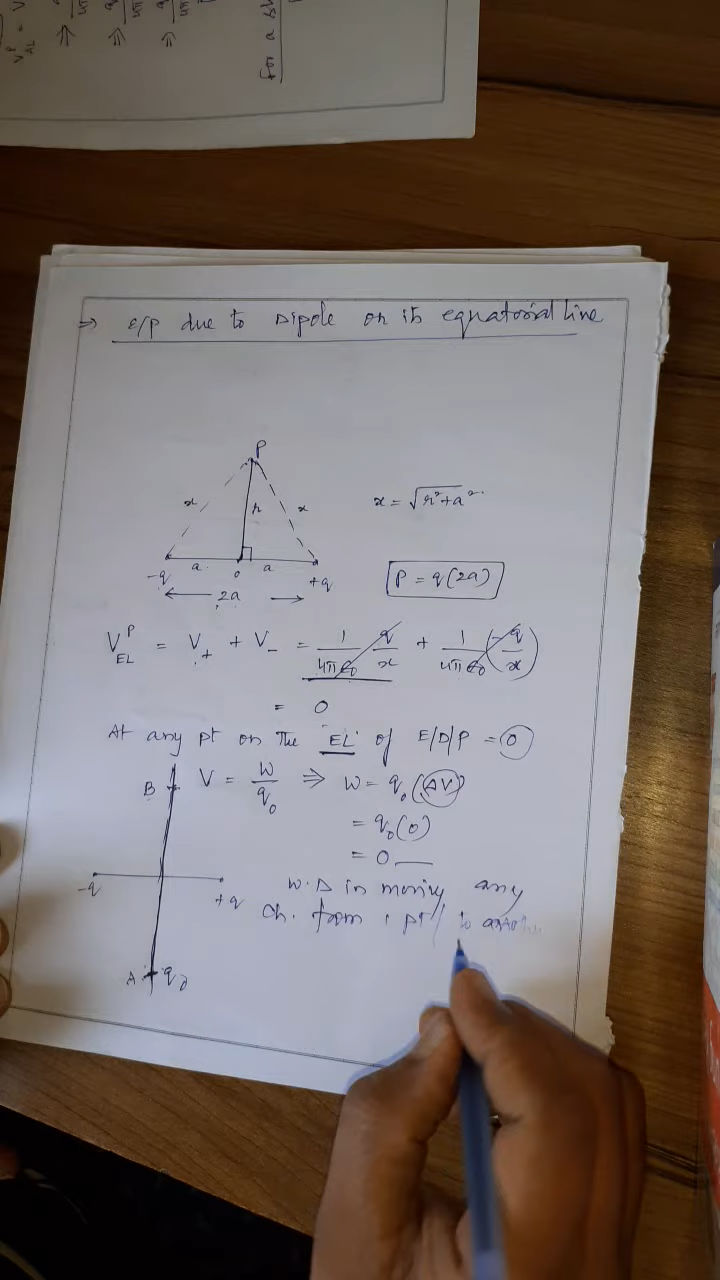 ⇒ E/P due to Dipole on its equatorial line
P
x r x x = √r²+a²
a a
-q o +q P = q(2a)
2a
V^P_EL = V₊ + V₋ = 1/4πε₀ q/x + 1/4πε₀ (-q/x)
= 0
At any pt on The EL of E/D/P = 0
B V = W/q₀ ⇒ W = q₀(ΔV)
= q₀(0)
= 0
-q +q W.D in moving any
Ch. from 1 pt to
A q₀